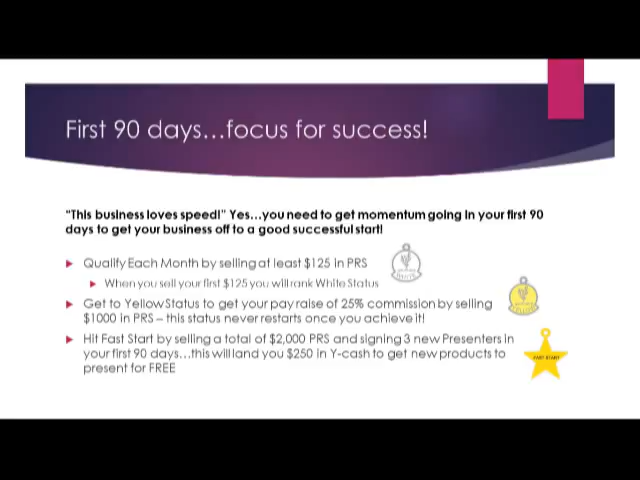 First 90 days...focus for success!
"This business loves speed!" Yes...you need to get momentum going in your first 90
days to get your business off to a good successful start!
Qualify Each Month by selling at least $125 in PRS
When you sell your first $125 you will rank White Status
Get to Yellow Status to get your pay raise of 25% commission by selling
$1000 in PRS – this status never restarts once you achieve it!
Hit Fast Start by selling a total of $2,000 PRS and signing 3 new Presenters in
your first 90 days...this will land you $250 in Y-cash to get new products to
present for FREE
WHITE
FAST START